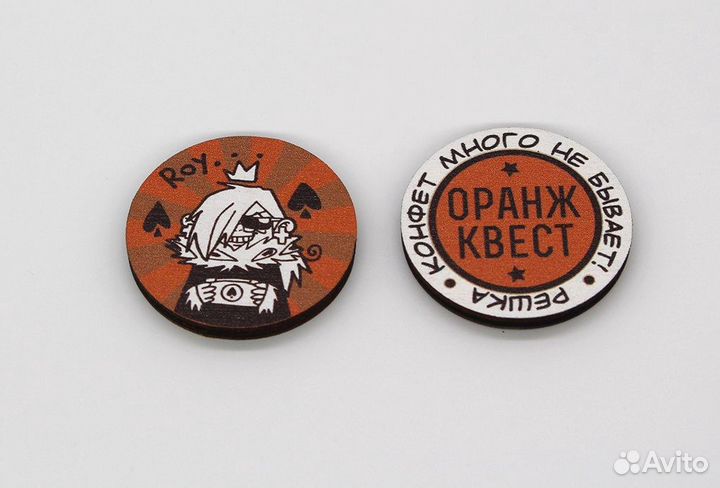 Roy...
КОНФЕТ МНОГО НЕ БЫВАЕТ!
ОРАНЖ
КВЕСТ
РЕШКА
Avito